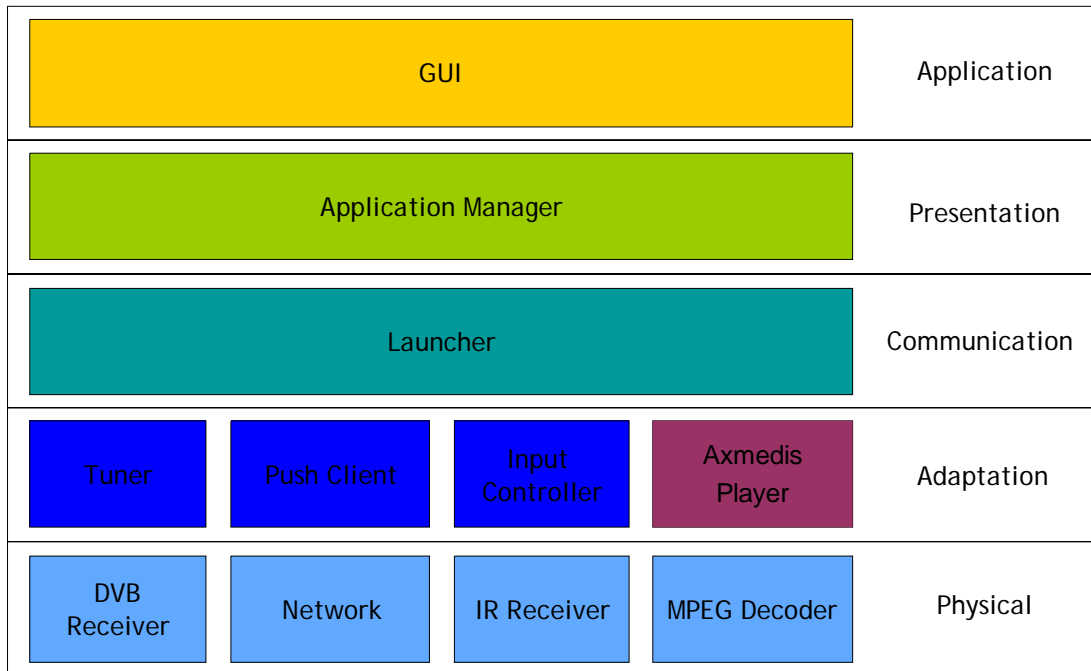 GUI
Application
Application Manager
Presentation
Launcher
Communication
Tuner
Push Client
Input
Controller
Axmedis
Player
Adaptation
DVB
Receiver
Network
IR Receiver
MPEG Decoder
Physical